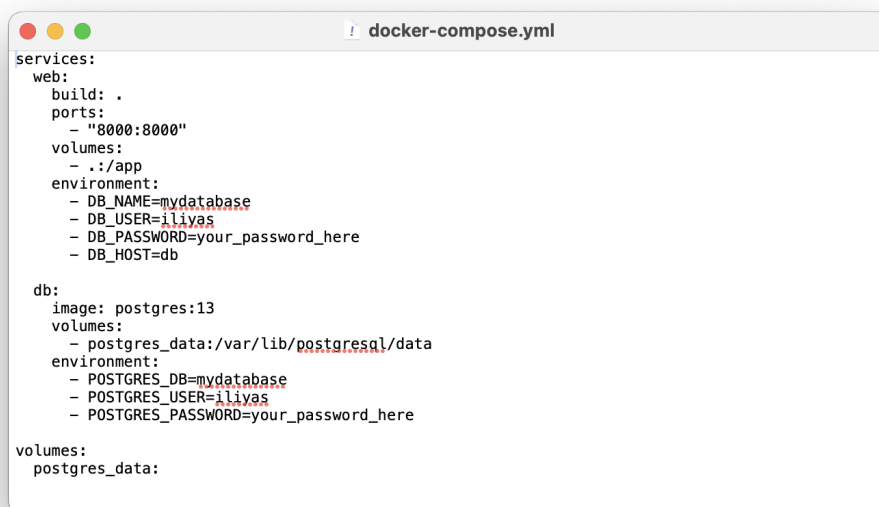 docker-compose.yml
services:
  web:
    build: .
    ports:
      - "8000:8000"
    volumes:
      - .:/app
    environment:
      - DB_NAME=mydatabase
      - DB_USER=iliyas
      - DB_PASSWORD=your_password_here
      - DB_HOST=db

  db:
    image: postgres:13
    volumes:
      - postgres_data:/var/lib/postgresql/data
    environment:
      - POSTGRES_DB=mydatabase
      - POSTGRES_USER=iliyas
      - POSTGRES_PASSWORD=your_password_here

volumes:
  postgres_data: